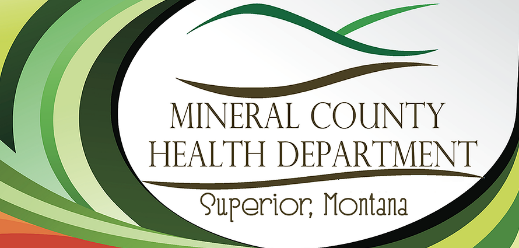 MINERAL COUNTY
HEALTH DEPARTMENT
Superior, Montana